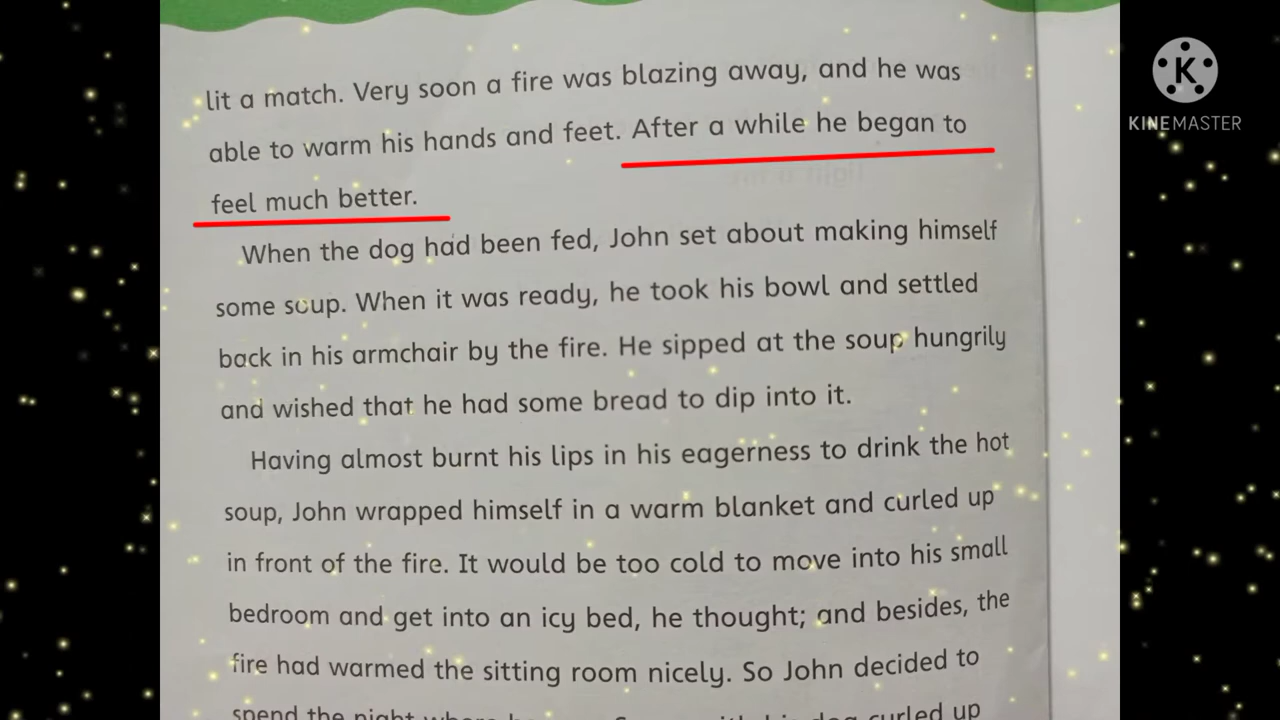 lit a match. Very soon a fire was blazing away, and he was
able to warm his hands and feet. After a while he began to
feel much better.
When the dog had been fed, John set about making himself
some soup. When it was ready, he took his bowl and settled
back in his armchair by the fire. He sipped at the soup hungrily
and wished that he had some bread to dip into it.
Having almost burnt his lips in his eagerness to drink the hot
soup, John wrapped himself in a warm blanket and curled up
in front of the fire. It would be too cold to move into his small
bedroom and get into an icy bed, he thought; and besides, the
fire had warmed the sitting room nicely. So John decided to
spend the night curled up
K
KINEMASTER